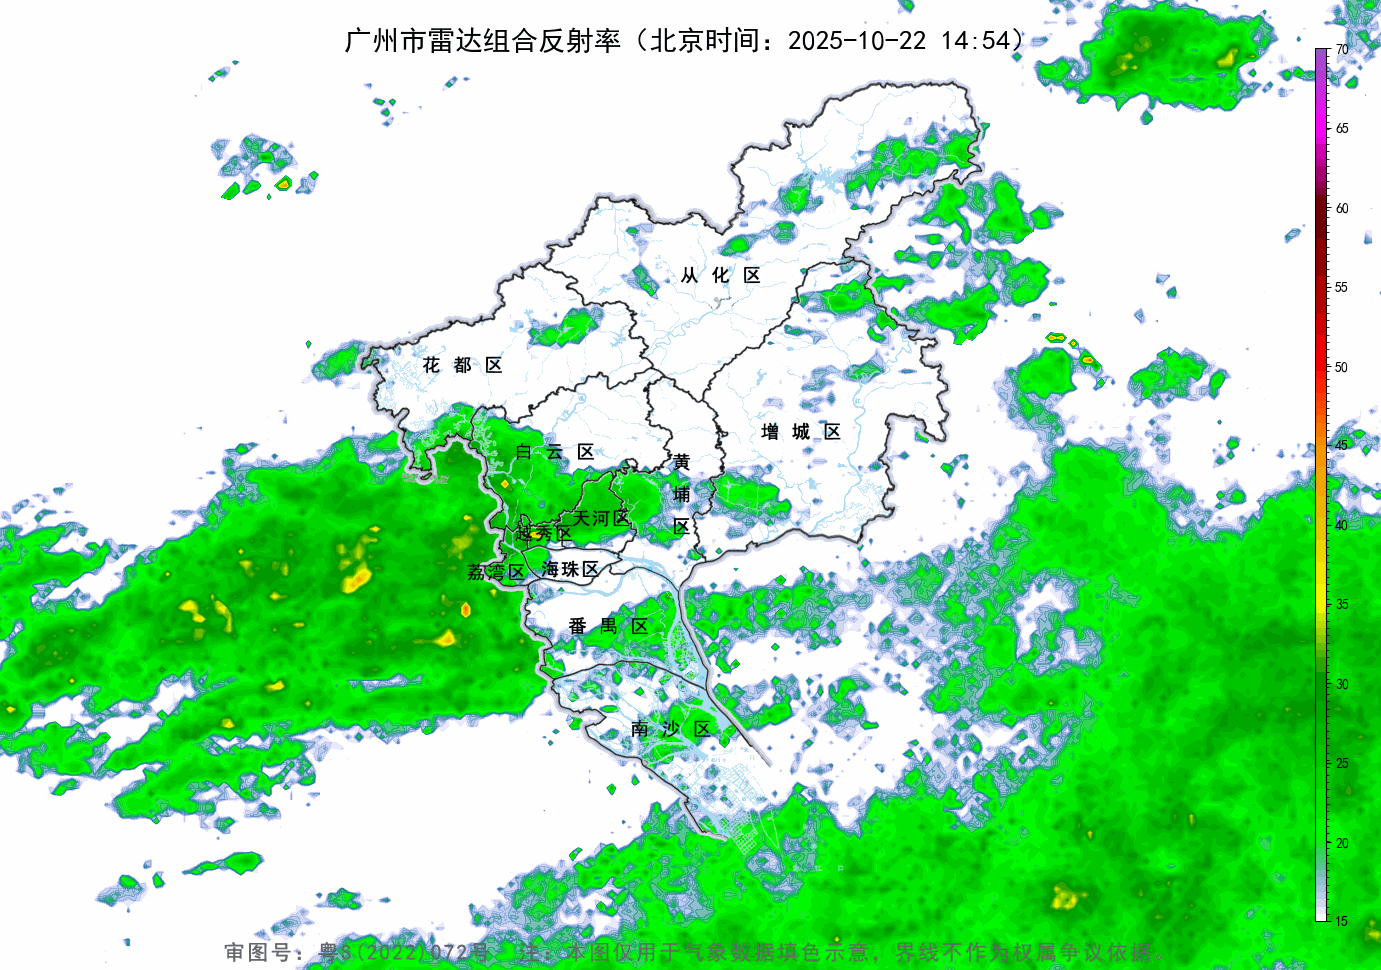 广州市雷达组合反射率（北京时间：2025-10-22 14:54）
70
65
60
55
50
45
40
35
30
25
20
15
从化区
花都区
增城区
白云区
黄埔区
天河区
越秀区
荔湾区
海珠区
番禺区
南沙区
审图号：粤S(2022)072号 注：本图仅用于气象数据填色示意，界线不作为权属争议依据.